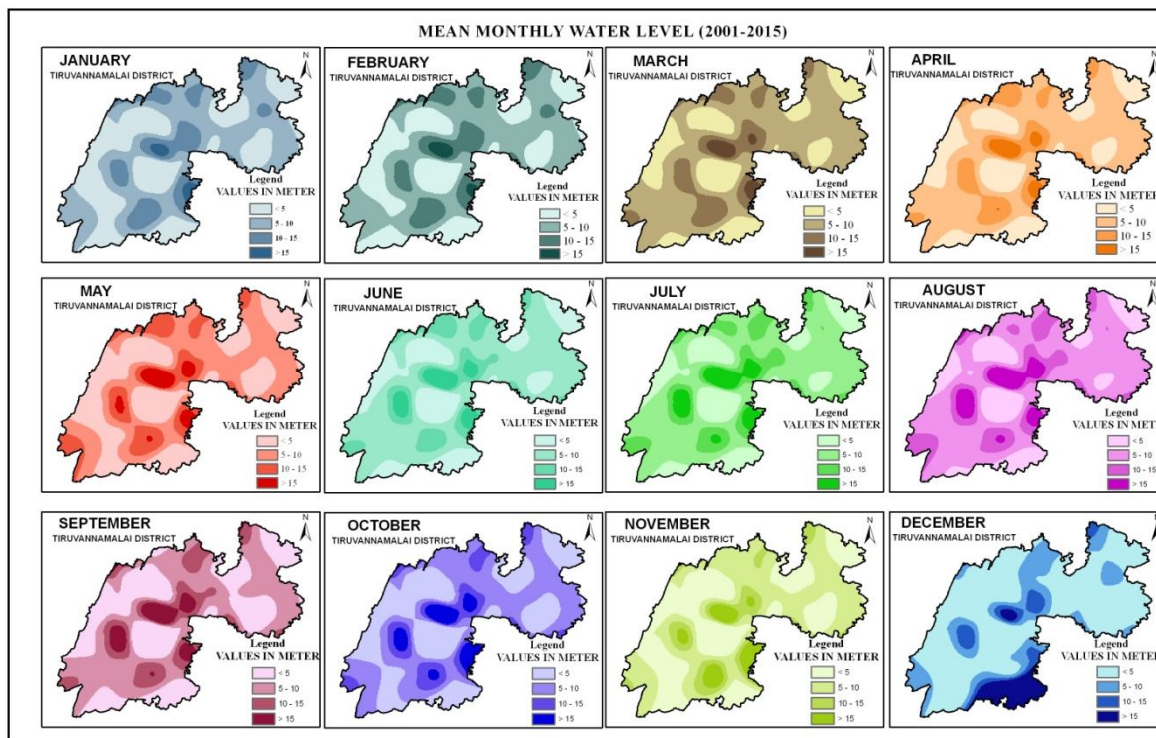 MEAN MONTHLY WATER LEVEL (2001-2015)
JANUARY
TIRUVANNAMALAI DISTRICT
N
Legend
VALUES IN METER
< 5
5 - 10
10 - 15
>15
FEBRUARY
TIRUVANNAMALAI DISTRICT
N
Legend
VALUES IN METER
< 5
5 - 10
10 - 15
> 15
MARCH
TIRUVANNAMALAI DISTRICT
N
Legend
VALUES IN METER
< 5
5 - 10
10 - 15
> 15
APRIL
TIRUVANNAMALAI DISTRICT
N
Legend
VALUES IN METER
< 5
5 - 10
10 - 15
> 15
MAY
TIRUVANNAMALAI DISTRICT
N
Legend
VALUES IN METER
< 5
5 - 10
10 - 15
> 15
JUNE
TIRUVANNAMALAI DISTRICT
N
Legend
VALUES IN METER
< 5
5 - 10
10 - 15
> 15
JULY
TIRUVANNAMALAI DISTRICT
N
Legend
VALUES IN METER
< 5
5 - 10
10 - 15
> 15
AUGUST
TIRUVANNAMALAI DISTRICT
N
Legend
VALUES IN METER
< 5
5 - 10
10 - 15
> 15
SEPTEMBER
TIRUVANNAMALAI DISTRICT
N
Legend
VALUES IN METER
< 5
5 - 10
10 - 15
> 15
OCTOBER
TIRUVANNAMALAI DISTRICT
N
Legend
VALUES IN METER
< 5
5 - 10
10 - 15
> 15
NOVEMBER
TIRUVANNAMALAI DISTRICT
N
Legend
VALUES IN METER
< 5
5 - 10
10 - 15
> 15
DECEMBER
TIRUVANNAMALAI DISTRICT
N
Legend
VALUES IN METER
< 5
5 - 10
10 - 15
> 15